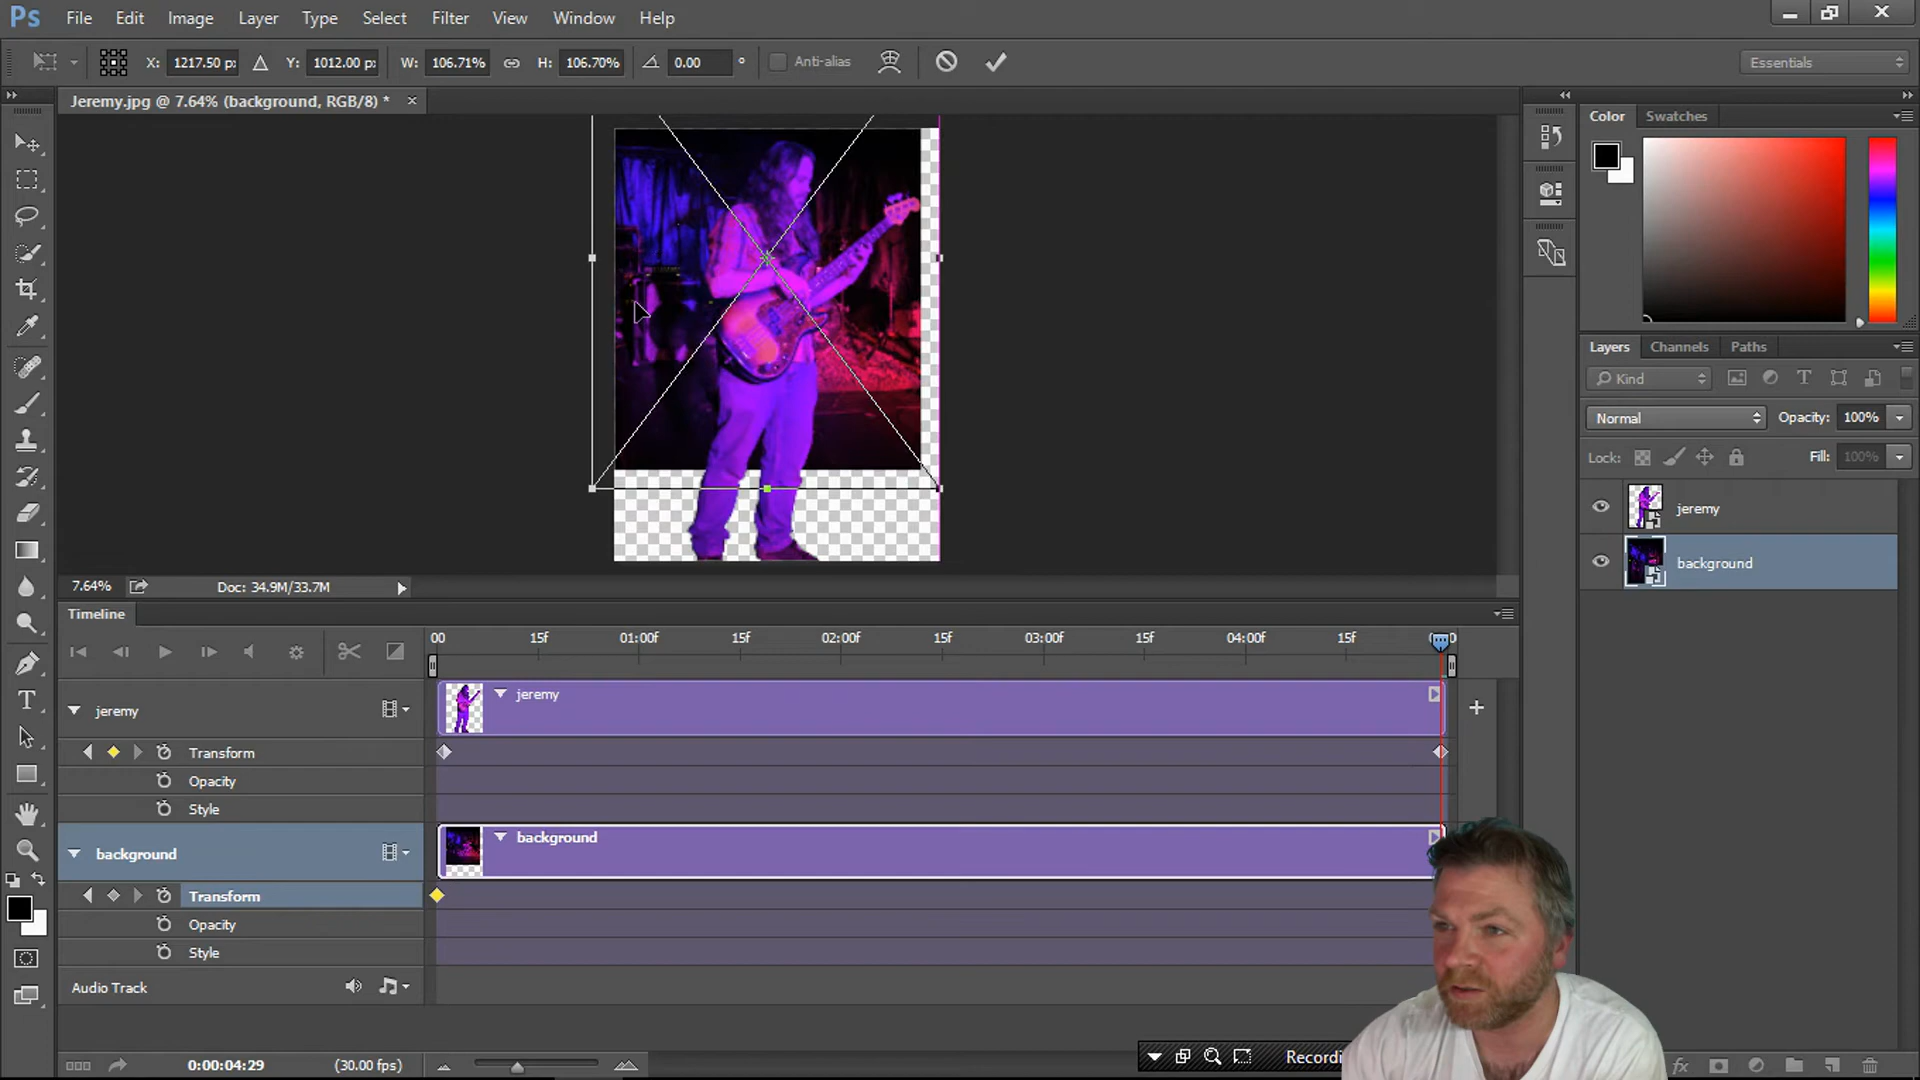 Ps File Edit Image Layer Type Select Filter View Window Help
X: 1217.50 p: Y: 1012.00 p: W: 106.71% H: 106.70% 0.00 ° Anti-alias Essentials
Jeremy.jpg @ 7.64% (background, RGB/8) * ×
Color Swatches
Layers Channels Paths
Kind
Normal Opacity: 100%
Lock: Fill: 100%
jeremy
background
7.64% Doc: 34.9M/33.7M
Timeline
00 15f 01:00f 15f 02:00f 15f 03:00f 15f 04:00f 15f
jeremy
jeremy
Transform
Opacity
Style
background
background
Transform
Opacity
Style
Audio Track
0:00:04:29 (30.00 fps)
Recordi
fx